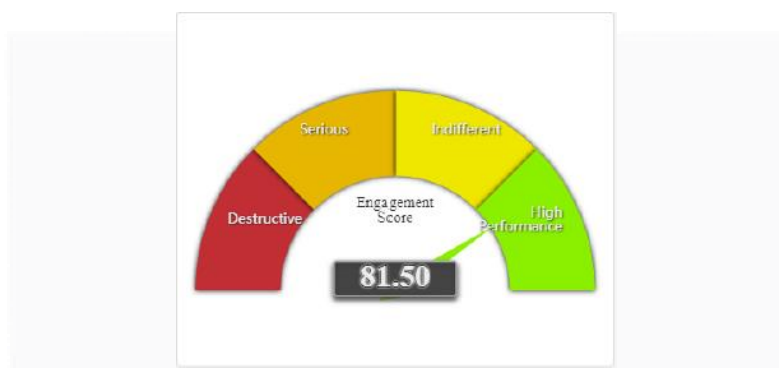 Serious
Indifferent
Engagement
Score
Destructive
High
Performance
81.50